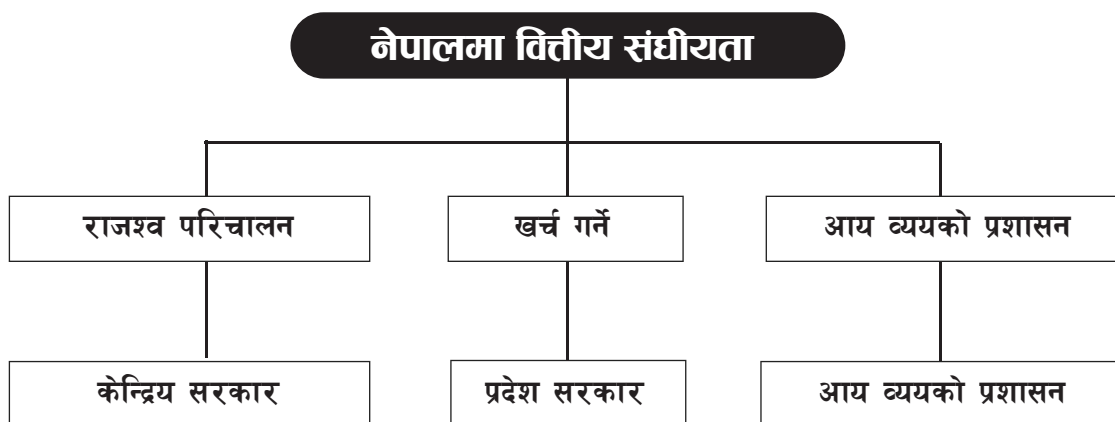 नेपालमा वित्तीय संघीयता
राजश्व परिचालन
खर्च गर्ने
आय व्ययको प्रशासन
केन्द्रिय सरकार
प्रदेश सरकार
आय व्ययको प्रशासन